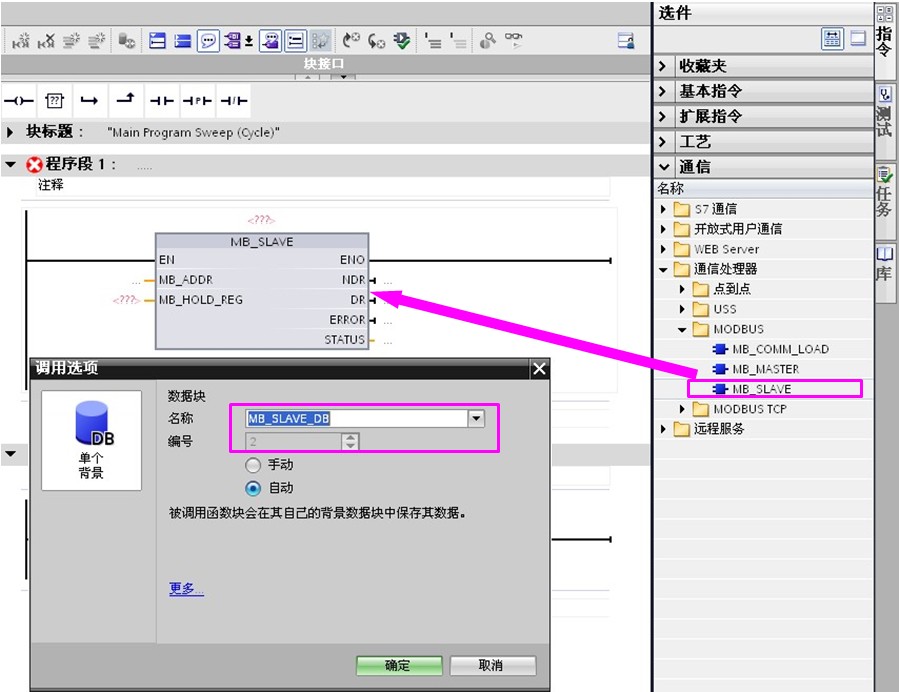 选件
指令
块接口
测试
任务
库
收藏夹
基本指令
扩展指令
工艺
通信
名称
S7 通信
开放式用户通信
WEB Server
通信处理器
点到点
USS
MODBUS
MB_COMM_LOAD
MB_MASTER
MB_SLAVE
MODBUS TCP
远程服务
??
块标题： "Main Program Sweep (Cycle)"
程序段 1： .....
注释
<???>
MB_SLAVE
EN ENO
... MB_ADDR NDR ...
<???> MB_HOLD_REG DR ...
ERROR ...
STATUS ...
调用选项
DB
单个
背景
数据块
名称 MB_SLAVE_DB
编号 2
手动
自动
被调用函数块会在其自己的背景数据块中保存其数据。
更多...
确定 取消